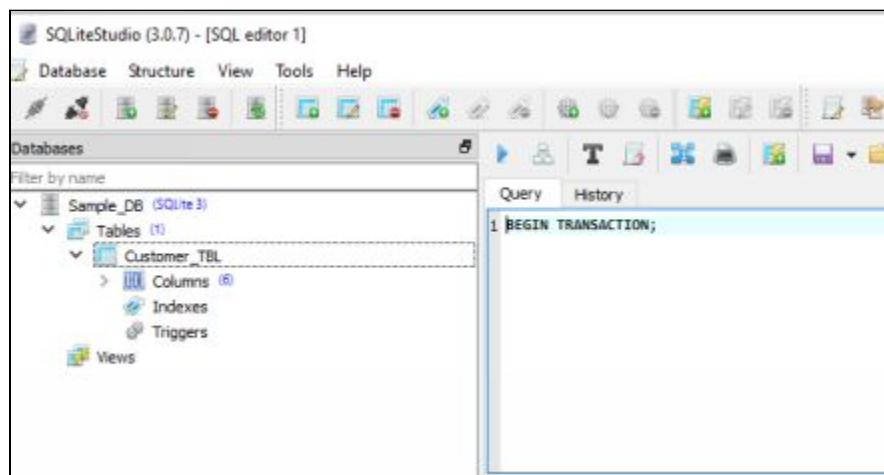 SQLiteStudio (3.0.7) - [SQL editor 1]
Database Structure View Tools Help
Databases
Filter by name
Query History
Sample_DB (SQLite 3)
Tables (1)
Customer_TBL
Columns (6)
Indexes
Triggers
Views
1 BEGIN TRANSACTION;